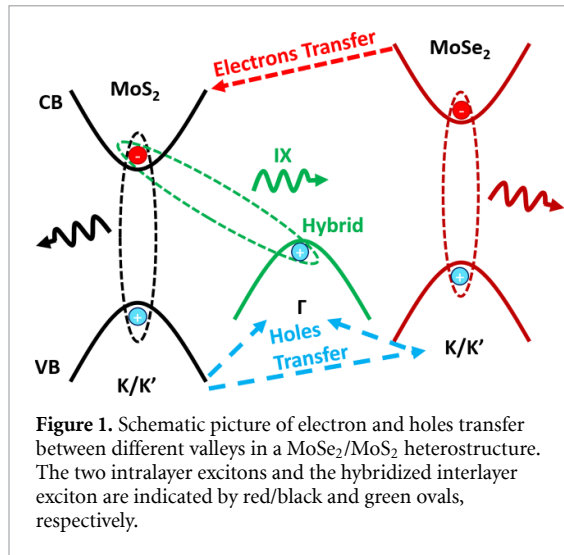 Electrons Transfer
MoSe₂
MoS₂
CB
-
-
IX
Hybrid
+
+
+
Γ
Holes
Transfer
VB
K/K'
K/K'
Figure 1. Schematic picture of electron and holes transfer
between different valleys in a MoSe₂/MoS₂ heterostructure.
The two intralayer excitons and the hybridized interlayer
exciton are indicated by red/black and green ovals,
respectively.